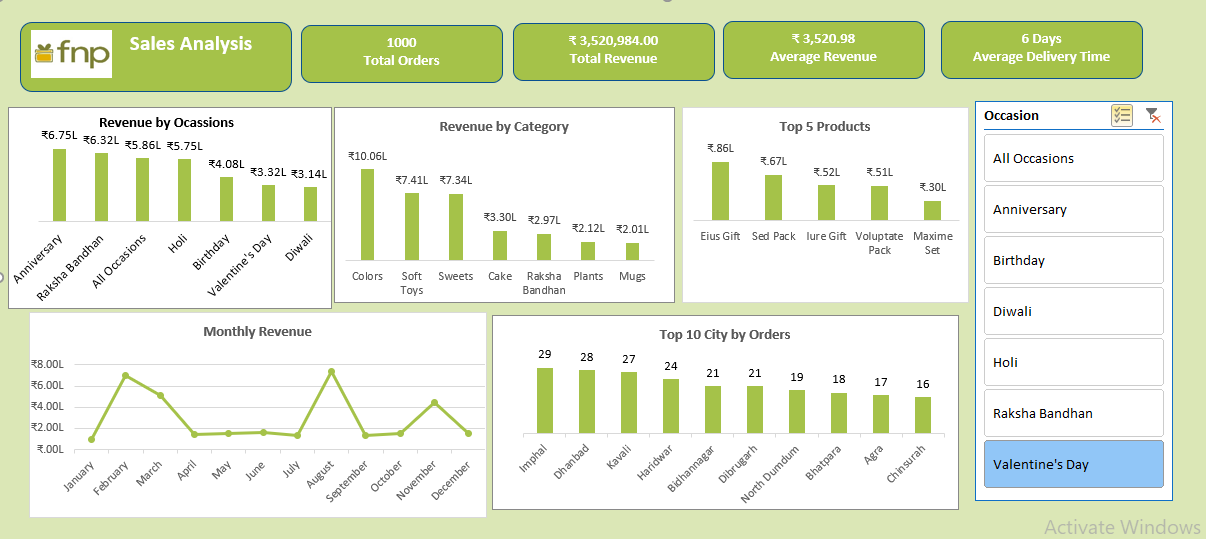 fnp
Sales Analysis
1000
Total Orders
₹ 3,520,984.00
Total Revenue
₹ 3,520.98
Average Revenue
6 Days
Average Delivery Time
Revenue by Ocassions
₹6.75L ₹6.32L ₹5.86L ₹5.75L ₹4.08L ₹3.32L ₹3.14L
Anniversary Raksha Bandhan All Occasions Holi Birthday Valentine's Day Diwali
Revenue by Category
₹10.06L ₹7.41L ₹7.34L ₹3.30L ₹2.97L ₹2.12L ₹2.01L
Colors Soft Sweets Cake Raksha Plants Mugs
Toys Bandhan
Top 5 Products
₹.86L ₹.67L ₹.52L ₹.51L ₹.30L
Eius Gift Sed Pack Iure Gift Voluptate Maxime
Pack Set
Occasion
All Occasions
Anniversary
Birthday
Diwali
Holi
Raksha Bandhan
Valentine's Day
Monthly Revenue
₹8.00L
₹6.00L
₹4.00L
₹2.00L
₹.00L
January February March April May June July August September October November December
Top 10 City by Orders
29 28 27 24 21 21 19 18 17 16
Imphal Dhanbad Kavali Haridwar Bidhannagar Dibrugarh North Dumdum Bhatpara Agra Chinsurah
Activate Windows